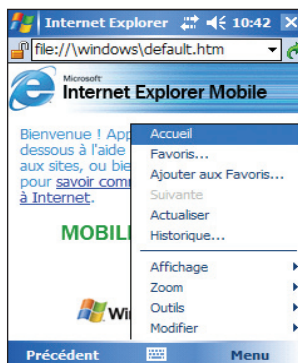 Internet Explorer 10:42
file://\windows\default.htm
Microsoft
Internet Explorer Mobile
Bienvenue ! App
dessous à l'aide
aux sites, ou bie
pour savoir comm
à Internet.
MOBIL
Win
Accueil
Favoris...
Ajouter aux Favoris...
Suivante
Actualiser
Historique...
Affichage
Zoom
Outils
Modifier
Précédent Menu